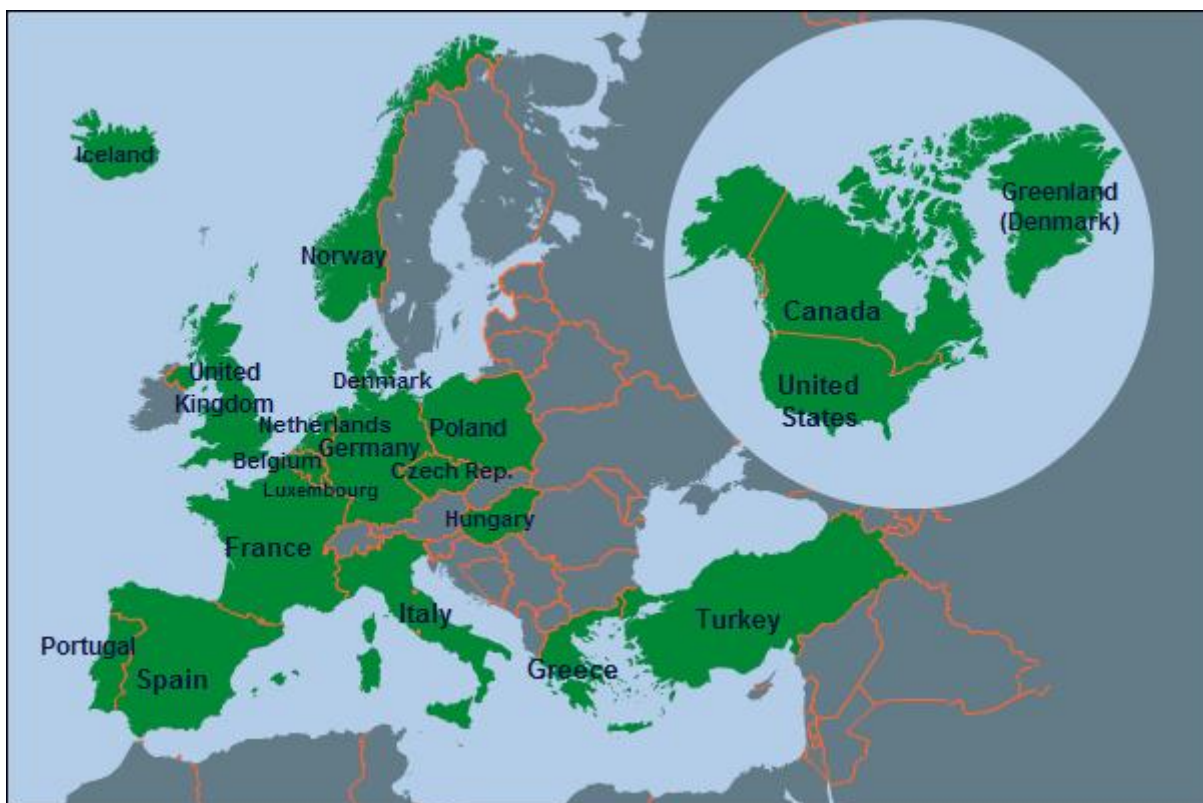 Iceland
Greenland
(Denmark)
Norway
Canada
United
Kingdom
Denmark
United
States
Netherlands
Germany
Poland
Belgium
Czech Rep.
Luxembourg
Hungary
France
Italy
Turkey
Portugal
Spain
Greece